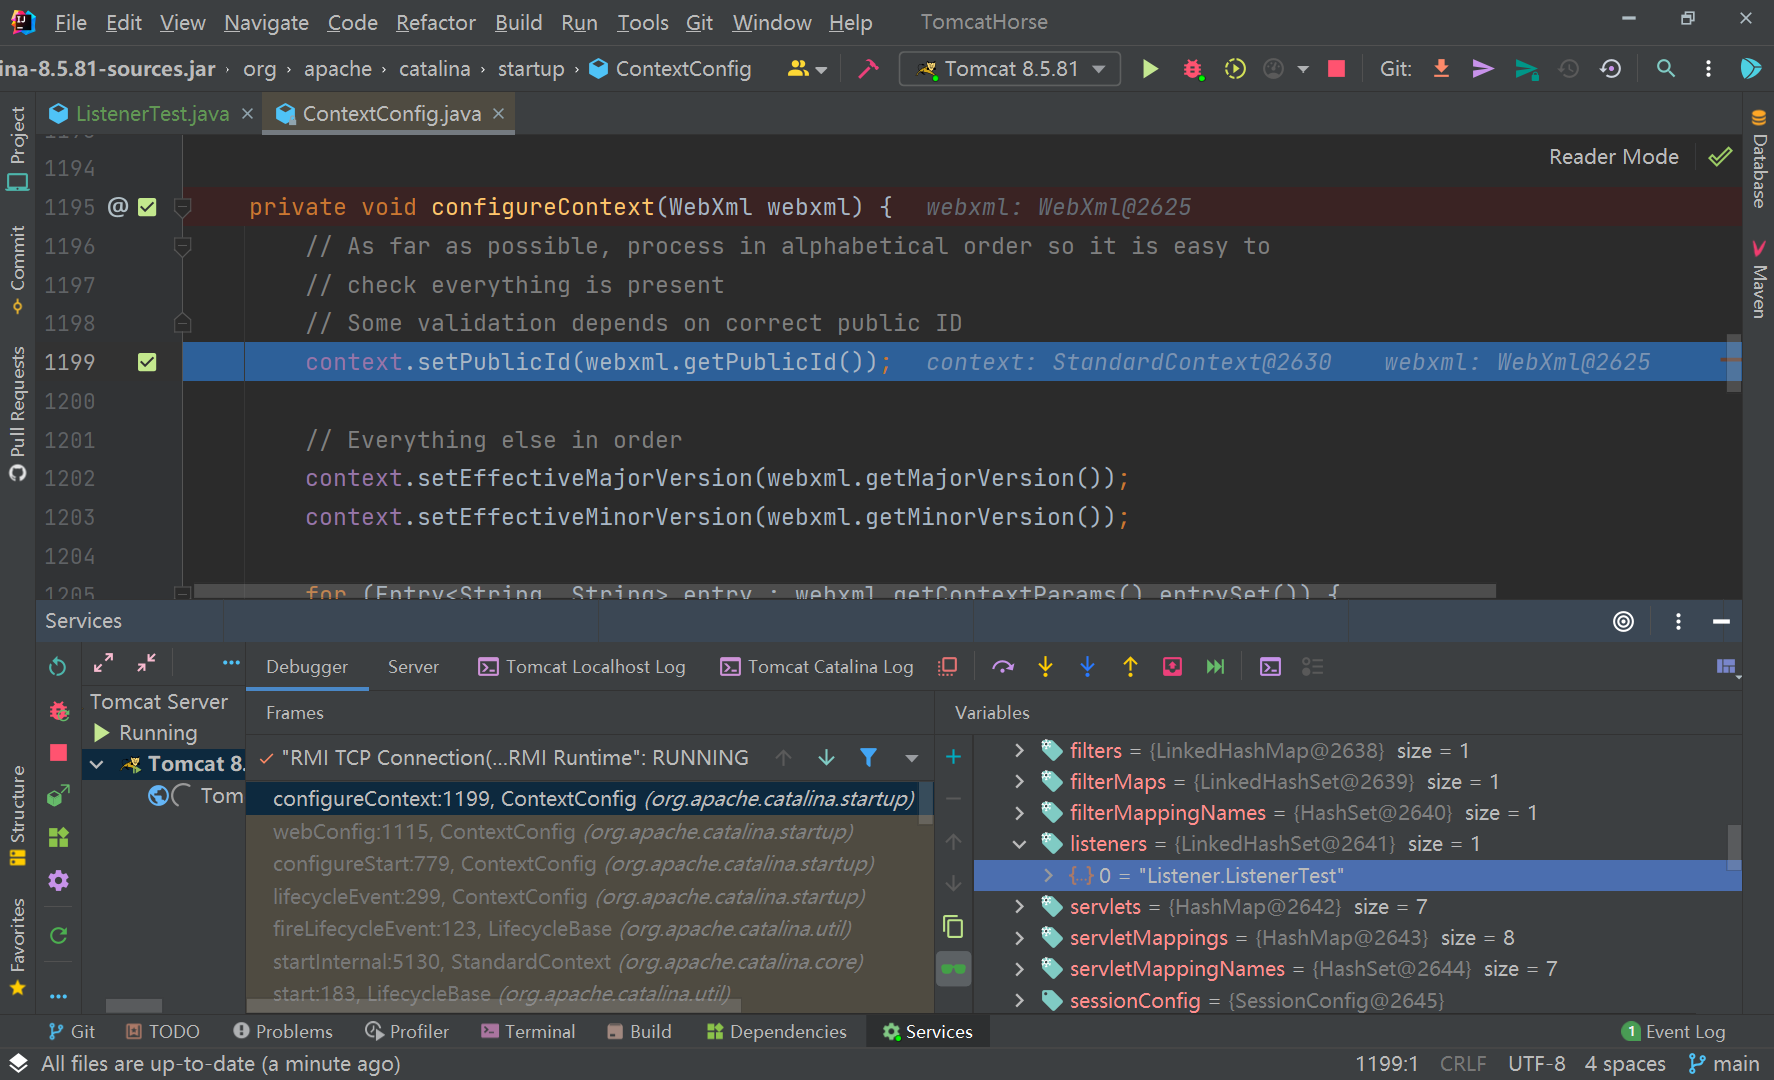 File Edit View Navigate Code Refactor Build Run Tools Git Window Help TomcatHorse
ina-8.5.81-sources.jar › org › apache › catalina › startup › ContextConfig Tomcat 8.5.81 Git:
ListenerTest.java ContextConfig.java
Reader Mode
1194
1195 @ private void configureContext(WebXml webxml) { webxml: WebXml@2625
1196 // As far as possible, process in alphabetical order so it is easy to
1197 // check everything is present
1198 // Some validation depends on correct public ID
1199 context.setPublicId(webxml.getPublicId()); context: StandardContext@2630 webxml: WebXml@2625
1200
1201 // Everything else in order
1202 context.setEffectiveMajorVersion(webxml.getMajorVersion());
1203 context.setEffectiveMinorVersion(webxml.getMinorVersion());
1204
1205 for (Entry<String, String> entry : webxml.getContextParams().entrySet()) {
Project
Commit
Pull Requests
Structure
Favorites
Database
Maven
Services
Debugger Server Tomcat Localhost Log Tomcat Catalina Log
Tomcat Server
Running
Tomcat 8.
Tom
Frames
"RMI TCP Connection(...RMI Runtime": RUNNING
configureContext:1199, ContextConfig (org.apache.catalina.startup)
webConfig:1115, ContextConfig (org.apache.catalina.startup)
configureStart:779, ContextConfig (org.apache.catalina.startup)
lifecycleEvent:299, ContextConfig (org.apache.catalina.startup)
fireLifecycleEvent:123, LifecycleBase (org.apache.catalina.util)
startInternal:5130, StandardContext (org.apache.catalina.core)
start:183, LifecycleBase (org.apache.catalina.util)
Variables
filters = {LinkedHashMap@2638} size = 1
filterMaps = {LinkedHashSet@2639} size = 1
filterMappingNames = {HashSet@2640} size = 1
listeners = {LinkedHashSet@2641} size = 1
0 = "Listener.ListenerTest"
servlets = {HashMap@2642} size = 7
servletMappings = {HashMap@2643} size = 8
servletMappingNames = {HashSet@2644} size = 7
sessionConfig = {SessionConfig@2645}
Git TODO Problems Profiler Terminal Build Dependencies Services 1 Event Log
All files are up-to-date (a minute ago) 1199:1 CRLF UTF-8 4 spaces main